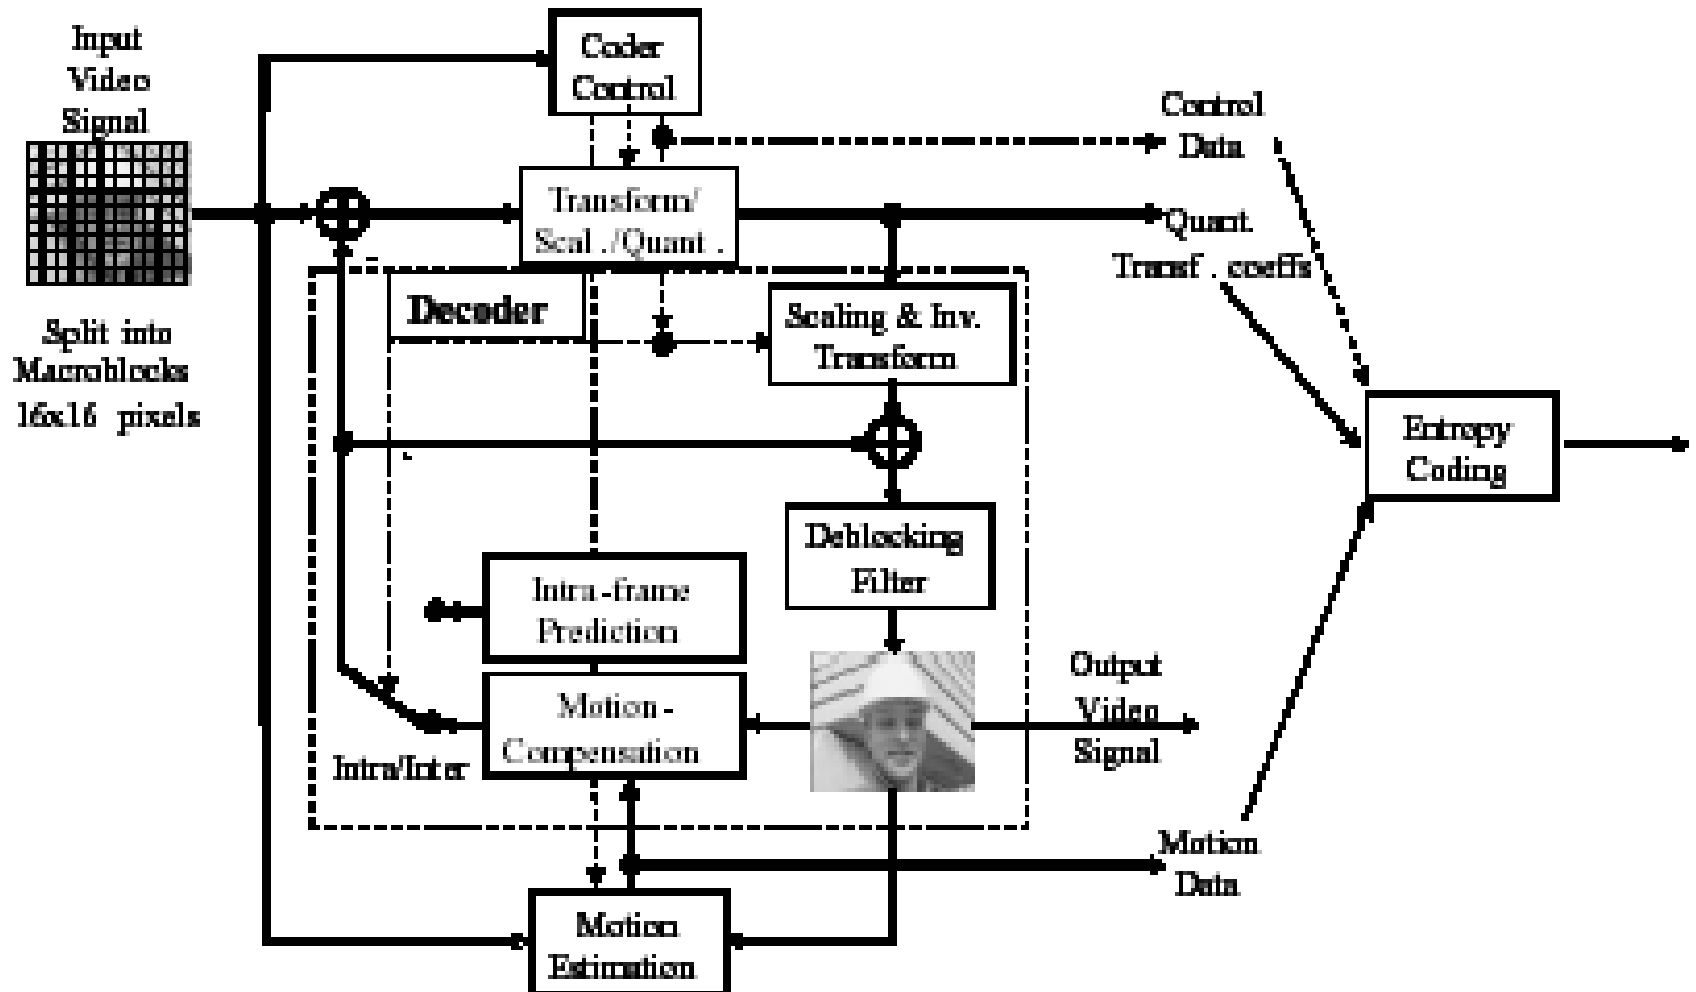 Input
Video
Signal
Split into
Macroblocks
16x16 pixels
Coder
Control
Control
Data
Transform/
Scal./Quant.
Quant.
Transf. coeffs
Decoder
Scaling & Inv.
Transform
Entropy
Coding
Deblocking
Filter
Intra-frame
Prediction
Motion-
Compensation
Intra/Inter
Output
Video
Signal
Motion
Data
Motion
Estimation